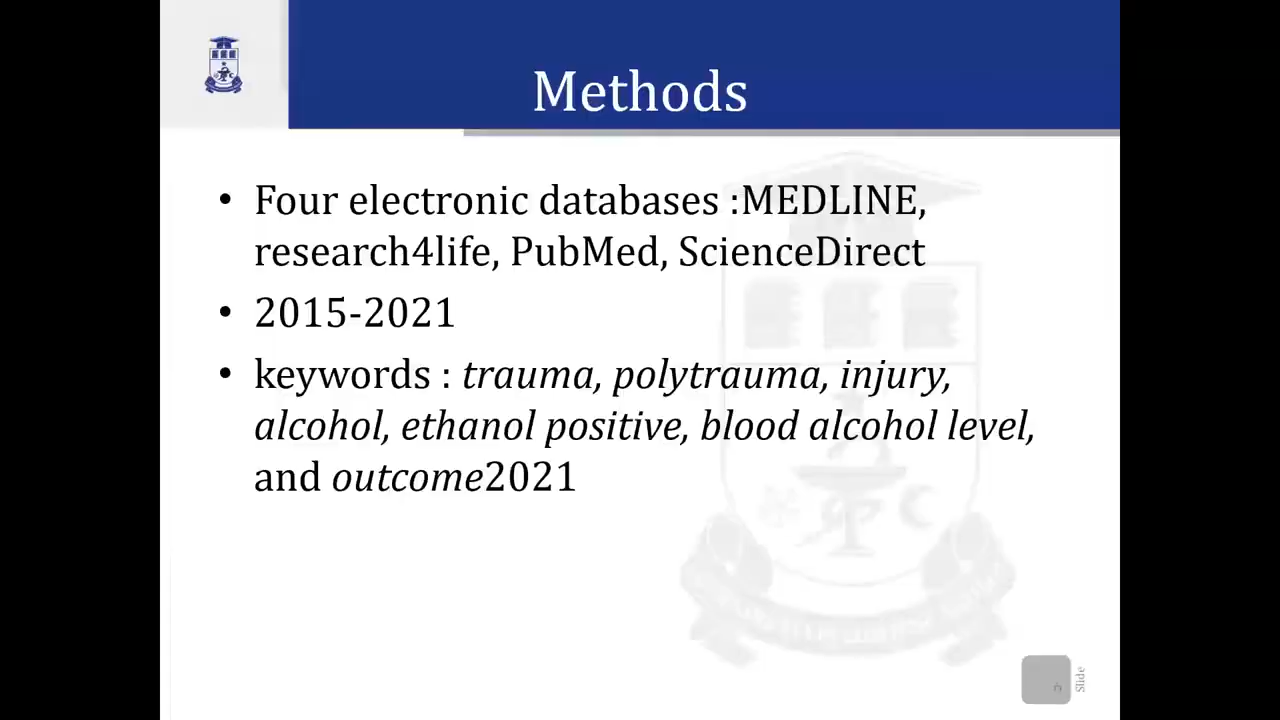 Methods
• Four electronic databases :MEDLINE,
research4life, PubMed, ScienceDirect
• 2015-2021
• keywords : trauma, polytrauma, injury,
alcohol, ethanol positive, blood alcohol level,
and outcome2021
Slide